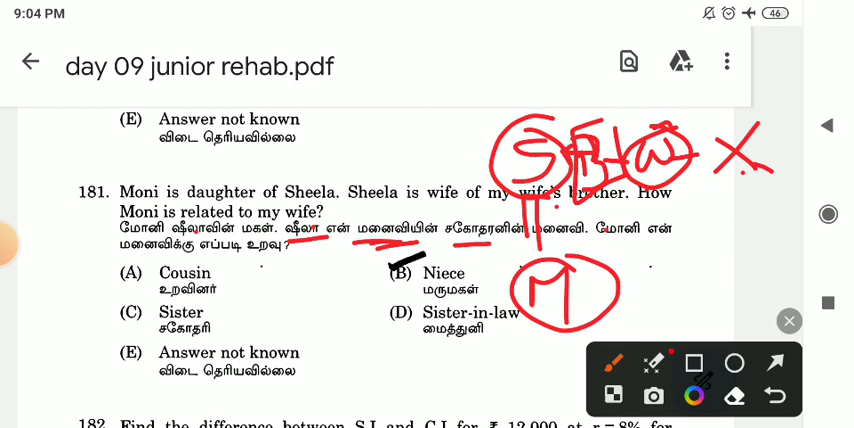 9:04 PM
46
day 09 junior rehab.pdf
(E) Answer not known
விடை தெரியவில்லை
181. Moni is daughter of Sheela. Sheela is wife of my wife's brother. How
Moni is related to my wife?
மோனி ஷீலாவின் மகள். ஷீலா என் மனைவியின் சகோதரனின் மனைவி. மோனி என்
மனைவிக்கு எப்படி உறவு?
(A) Cousin
உறவினர்
(B) Niece
மருமகள்
(C) Sister
சகோதரி
(D) Sister-in-law
மைத்துனி
(E) Answer not known
விடை தெரியவில்லை
182. Find the difference between S.I. and C.I. for ₹ 12,000 at r = 8% for
S
B
W
X
M